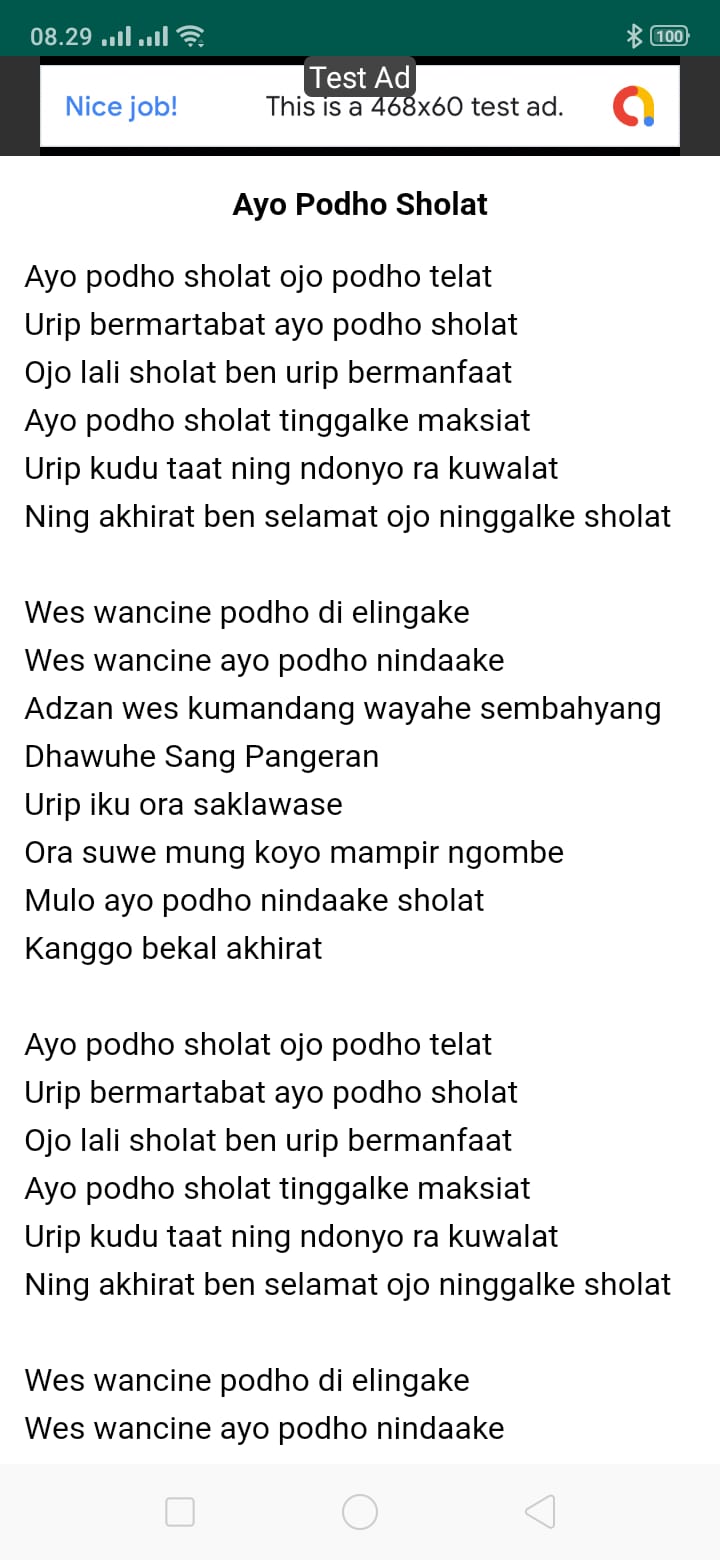 08.29
100
Test Ad
Nice job!
This is a 468x60 test ad.
Ayo Podho Sholat
Ayo podho sholat ojo podho telat
Urip bermartabat ayo podho sholat
Ojo lali sholat ben urip bermanfaat
Ayo podho sholat tinggalke maksiat
Urip kudu taat ning ndonyo ra kuwalat
Ning akhirat ben selamat ojo ninggalke sholat
Wes wancine podho di elingake
Wes wancine ayo podho nindaake
Adzan wes kumandang wayahe sembahyang
Dhawuhe Sang Pangeran
Urip iku ora saklawase
Ora suwe mung koyo mampir ngombe
Mulo ayo podho nindaake sholat
Kanggo bekal akhirat
Ayo podho sholat ojo podho telat
Urip bermartabat ayo podho sholat
Ojo lali sholat ben urip bermanfaat
Ayo podho sholat tinggalke maksiat
Urip kudu taat ning ndonyo ra kuwalat
Ning akhirat ben selamat ojo ninggalke sholat
Wes wancine podho di elingake
Wes wancine ayo podho nindaake